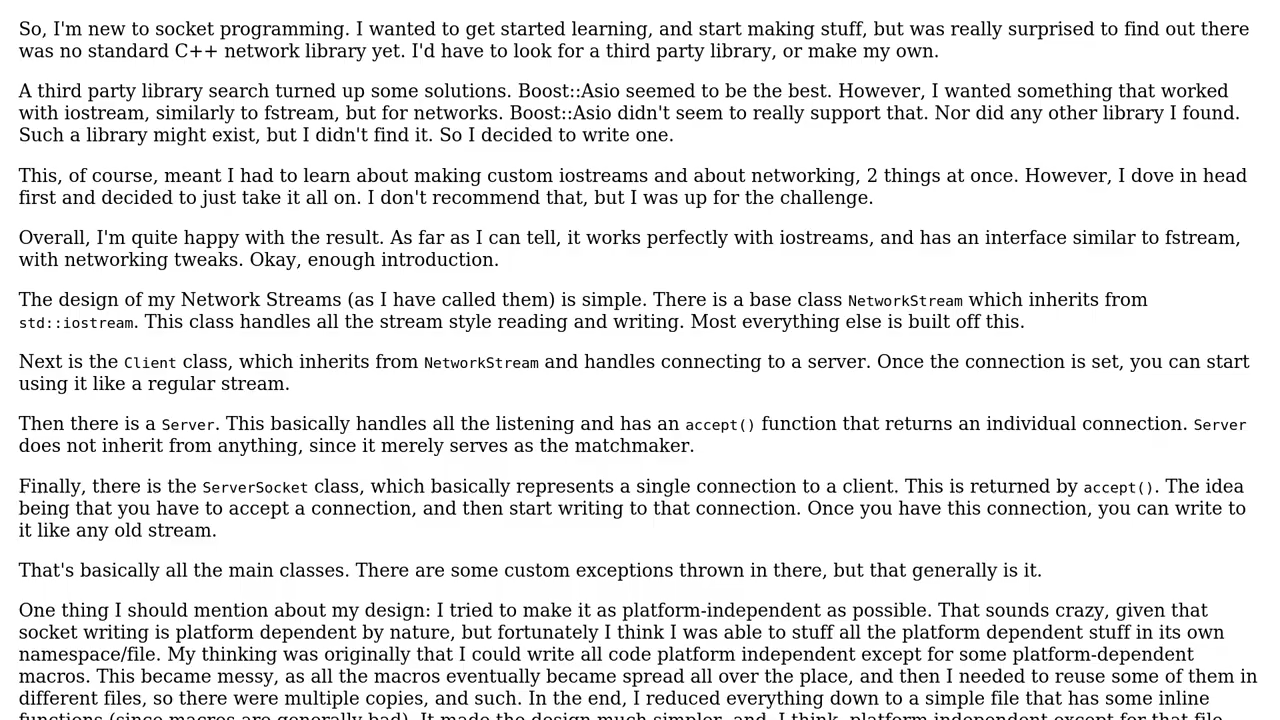 So, I'm new to socket programming. I wanted to get started learning, and start making stuff, but was really surprised to find out there
was no standard C++ network library yet. I'd have to look for a third party library, or make my own.
A third party library search turned up some solutions. Boost::Asio seemed to be the best. However, I wanted something that worked
with iostream, similarly to fstream, but for networks. Boost::Asio didn't seem to really support that. Nor did any other library I found.
Such a library might exist, but I didn't find it. So I decided to write one.
This, of course, meant I had to learn about making custom iostreams and about networking, 2 things at once. However, I dove in head
first and decided to just take it all on. I don't recommend that, but I was up for the challenge.
Overall, I'm quite happy with the result. As far as I can tell, it works perfectly with iostreams, and has an interface similar to fstream,
with networking tweaks. Okay, enough introduction.
The design of my Network Streams (as I have called them) is simple. There is a base class NetworkStream which inherits from
std::iostream. This class handles all the stream style reading and writing. Most everything else is built off this.
Next is the Client class, which inherits from NetworkStream and handles connecting to a server. Once the connection is set, you can start
using it like a regular stream.
Then there is a Server. This basically handles all the listening and has an accept() function that returns an individual connection. Server
does not inherit from anything, since it merely serves as the matchmaker.
Finally, there is the ServerSocket class, which basically represents a single connection to a client. This is returned by accept(). The idea
being that you have to accept a connection, and then start writing to that connection. Once you have this connection, you can write to
it like any old stream.
That's basically all the main classes. There are some custom exceptions thrown in there, but that generally is it.
One thing I should mention about my design: I tried to make it as platform-independent as possible. That sounds crazy, given that
socket writing is platform dependent by nature, but fortunately I think I was able to stuff all the platform dependent stuff in its own
namespace/file. My thinking was originally that I could write all code platform independent except for some platform-dependent
macros. This became messy, as all the macros eventually became spread all over the place, and then I needed to reuse some of them in
different files, so there were multiple copies, and such. In the end, I reduced everything down to a simple file that has some inline
functions (since macros are generally bad). It made the design much simpler, and, I think, platform independent except for that file.